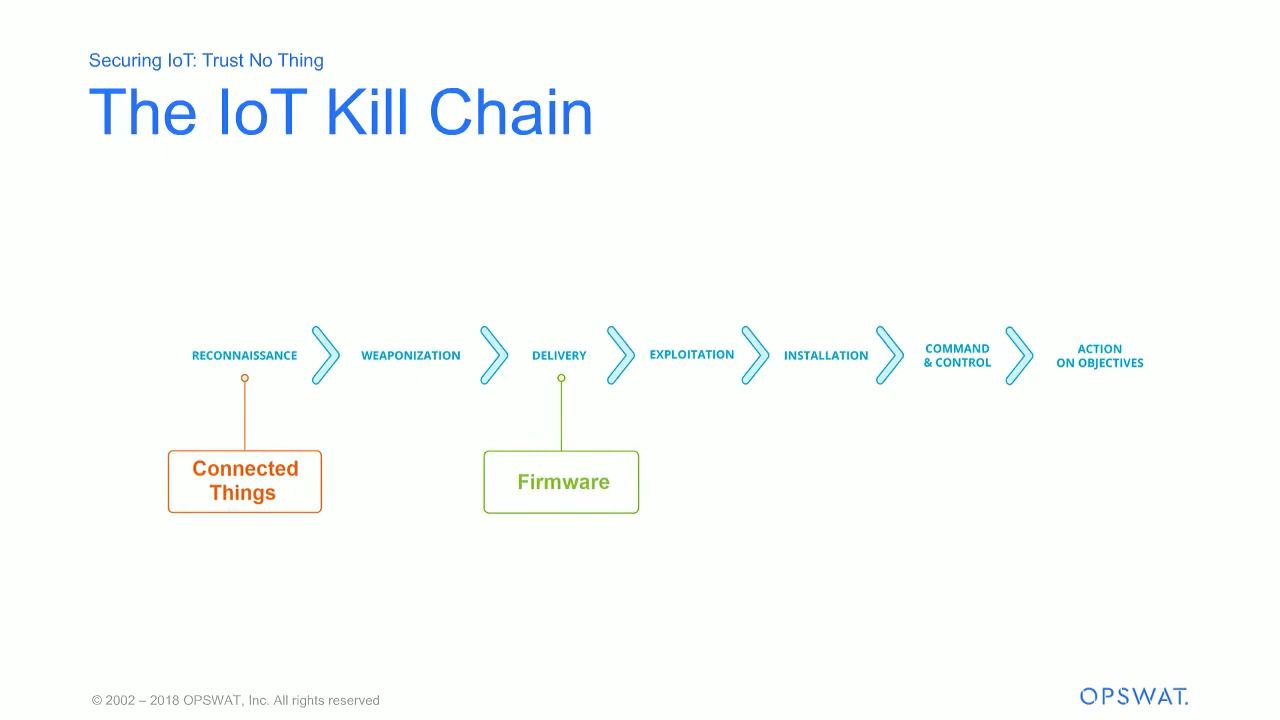 Securing IoT: Trust No Thing
The IoT Kill Chain
RECONNAISSANCE
WEAPONIZATION
DELIVERY
EXPLOITATION
INSTALLATION
COMMAND
& CONTROL
ACTION
ON OBJECTIVES
Connected
Things
Firmware
© 2002 – 2018 OPSWAT, Inc. All rights reserved
OPSWAT.